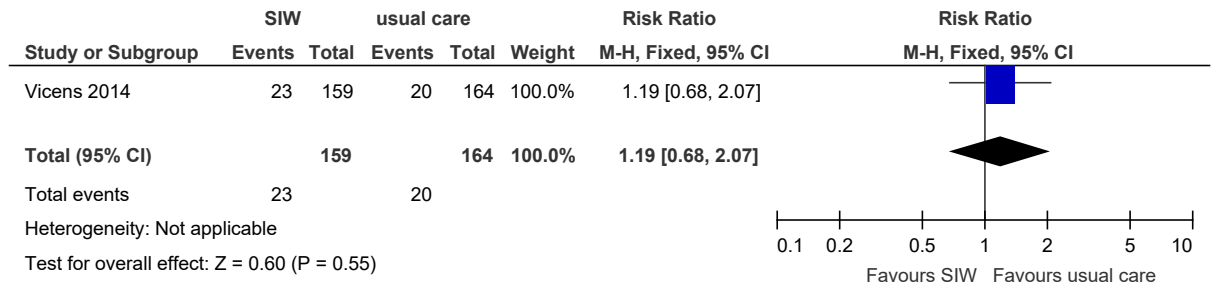 SIW usual care Risk Ratio Risk Ratio
Study or Subgroup Events Total Events Total Weight M-H, Fixed, 95% CI M-H, Fixed, 95% CI
Vicens 2014 23 159 20 164 100.0% 1.19 [0.68, 2.07]
Total (95% CI) 159 164 100.0% 1.19 [0.68, 2.07]
Total events 23 20
Heterogeneity: Not applicable
Test for overall effect: Z = 0.60 (P = 0.55)
0.1 0.2 0.5 1 2 5 10
Favours SIW Favours usual care